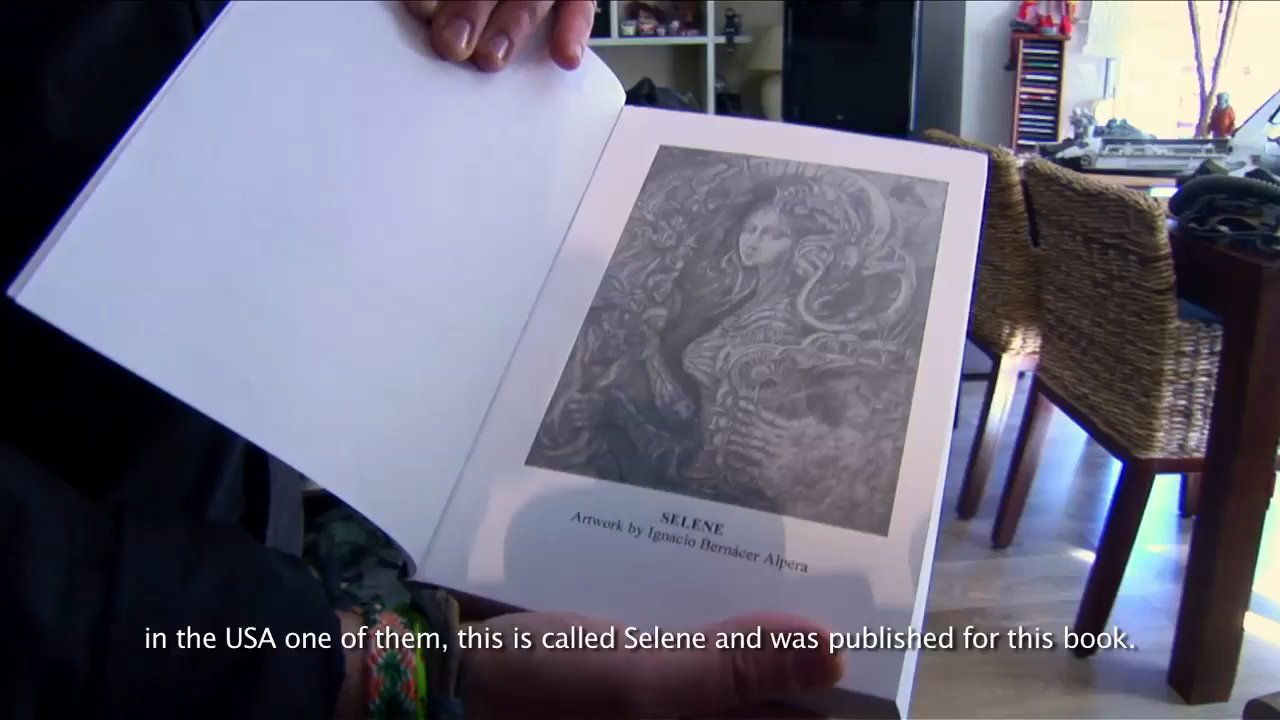 SELENE
Artwork by Ignacio Bernácer Alpera
in the USA one of them, this is called Selene and was published for this book.